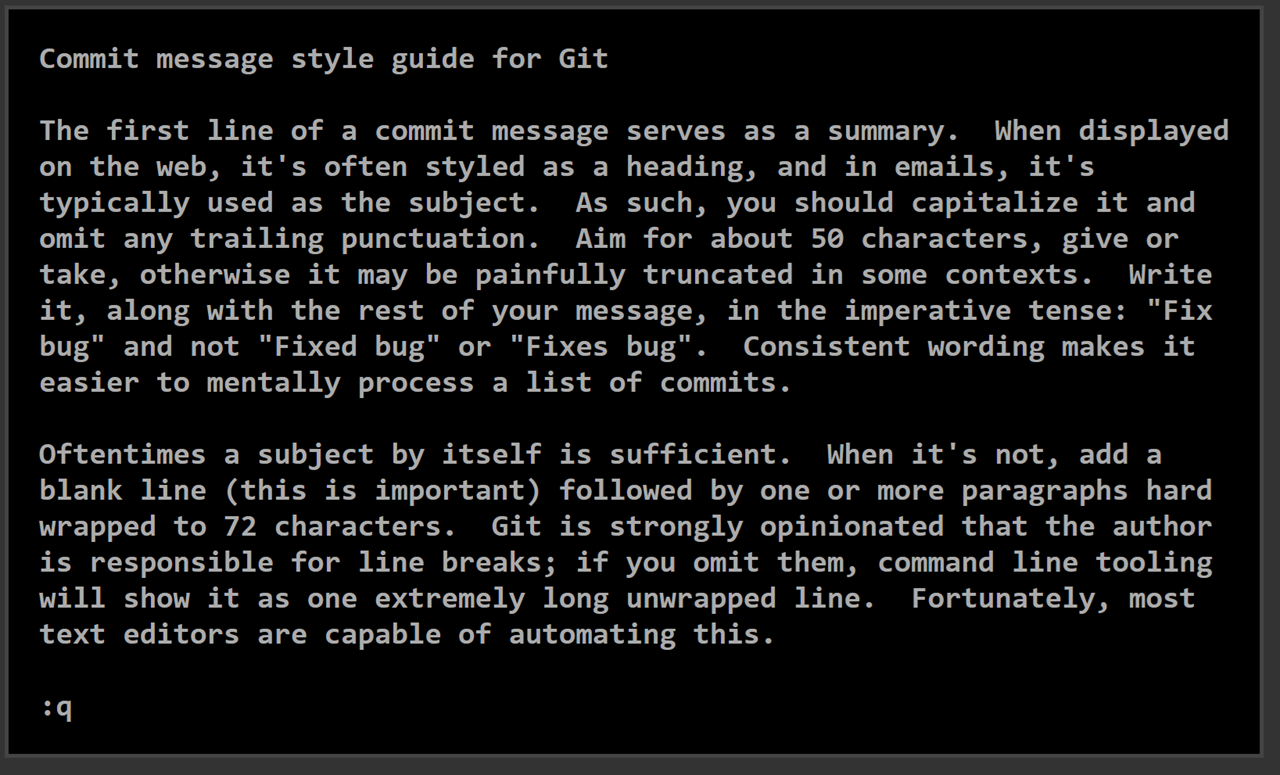 Commit message style guide for Git
The first line of a commit message serves as a summary.  When displayed
on the web, it's often styled as a heading, and in emails, it's
typically used as the subject.  As such, you should capitalize it and
omit any trailing punctuation.  Aim for about 50 characters, give or
take, otherwise it may be painfully truncated in some contexts.  Write
it, along with the rest of your message, in the imperative tense: "Fix
bug" and not "Fixed bug" or "Fixes bug".  Consistent wording makes it
easier to mentally process a list of commits.
Oftentimes a subject by itself is sufficient.  When it's not, add a
blank line (this is important) followed by one or more paragraphs hard
wrapped to 72 characters.  Git is strongly opinionated that the author
is responsible for line breaks; if you omit them, command line tooling
will show it as one extremely long unwrapped line.  Fortunately, most
text editors are capable of automating this.
:q